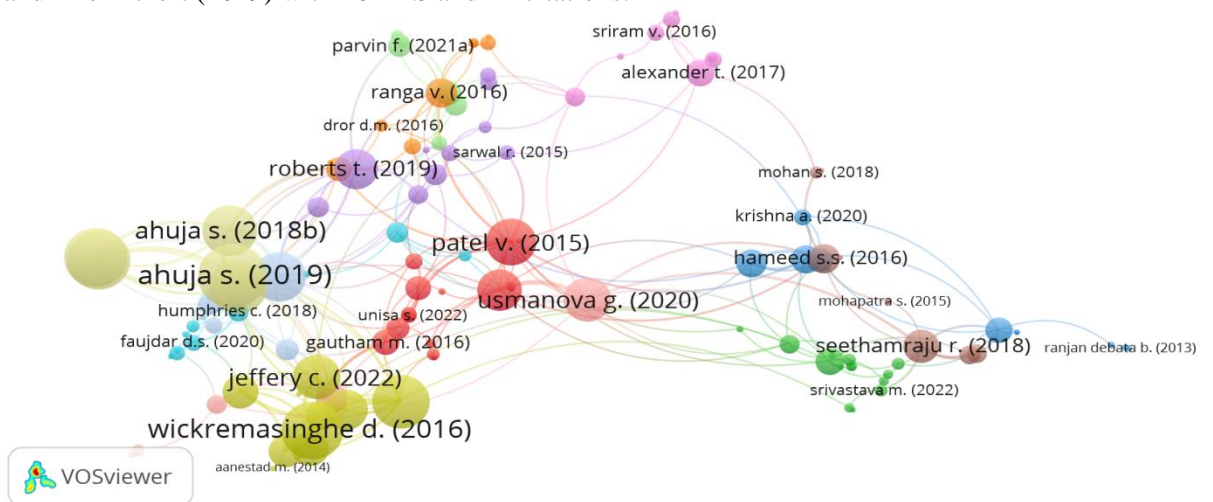 parvin f. (2021a)
sriram v. (2016)
alexander t. (2017)
ranga v. (2016)
dror d.m. (2016)
sarwal r. (2015)
roberts t. (2019)
mohan s. (2018)
krishna a. (2020)
ahuja s. (2018b)
patel v. (2015)
hameed s.s. (2016)
ahuja s. (2019)
usmanova g. (2020)
mohapatra s. (2015)
humphries c. (2018)
unisa s. (2022)
faujdar d.s. (2020)
gautham m. (2016)
seethamraju r. (2018)
ranjan debata b. (2013)
jeffery c. (2022)
srivastava m. (2022)
wickremasinghe d. (2016)
aanestad m. (2014)
VOSviewer